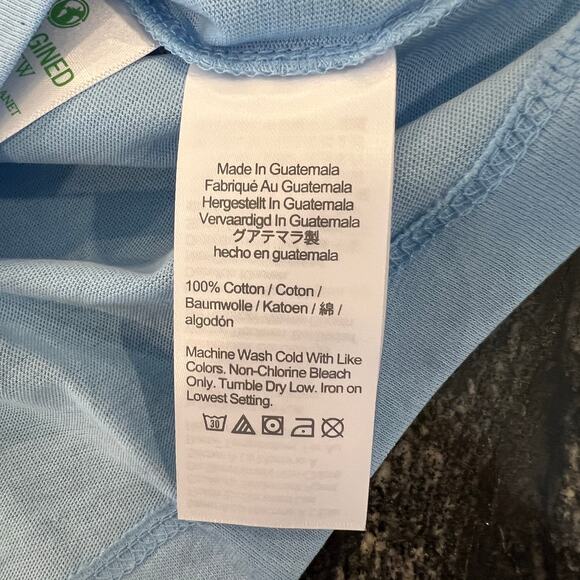 GINED
W
ANET
Made In Guatemala
Fabriqué Au Guatemala
Hergestellt In Guatemala
Vervaardigd In Guatemala
グアテマラ製
hecho en guatemala
100% Cotton / Coton /
Baumwolle / Katoen / 綿 /
algodón
Machine Wash Cold With Like
Colors. Non-Chlorine Bleach
Only. Tumble Dry Low. Iron on
Lowest Setting.
30